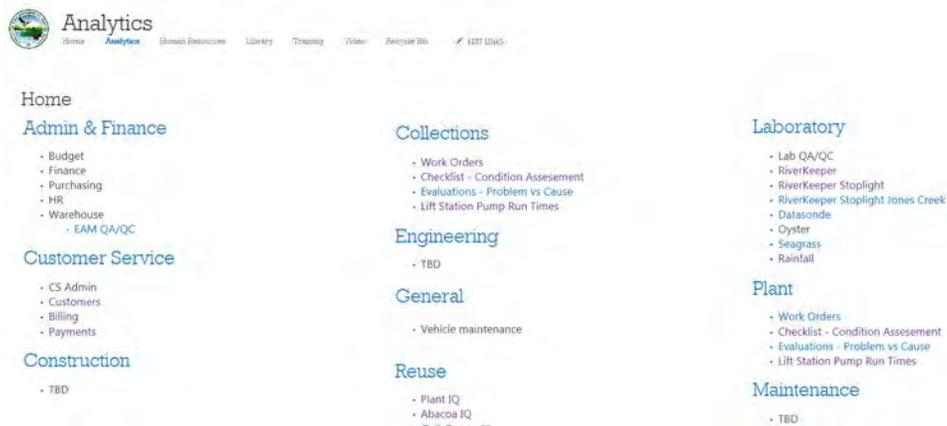 Analytics
Home Analytics Human Resources Library Training Video Recycle Bin EDIT LINKS
Home
Admin & Finance
Budget
Finance
Purchasing
HR
Warehouse
EAM QA/QC
Customer Service
CS Admin
Customers
Billing
Payments
Construction
TBD
Collections
Work Orders
Checklist - Condition Assesement
Evaluations - Problem vs Cause
Lift Station Pump Run Times
Engineering
TBD
General
Vehicle maintenance
Reuse
Plant IQ
Abacoa IQ
Laboratory
Lab QA/QC
RiverKeeper
RiverKeeper Stoplight
RiverKeeper Stoplight Jones Creek
Datasonde
Oyster
Seagrass
Rainfall
Plant
Work Orders
Checklist - Condition Assesement
Evaluations - Problem vs Cause
Lift Station Pump Run Times
Maintenance
TBD